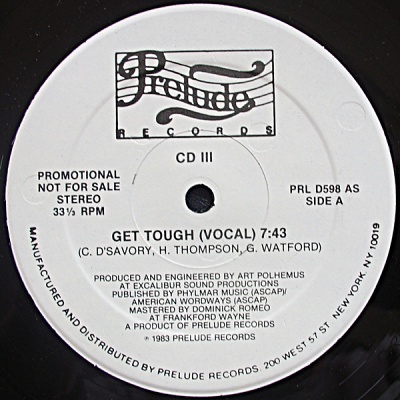 Prelude
RECORDS
CD III
PROMOTIONAL
NOT FOR SALE
STEREO
33⅓ RPM
PRL D598 AS
SIDE A
GET TOUGH (VOCAL) 7:43
(C. D'SAVORY, H. THOMPSON, G. WATFORD)
PRODUCED AND ENGINEERED BY ART POLHEMUS
AT EXCALIBUR SOUND PRODUCTIONS
PUBLISHED BY PHYLMAR MUSIC (ASCAP)/
AMERICAN WORDWAYS (ASCAP)
MASTERED BY DOMINICK ROMEO
AT FRANKFORD WAYNE
A PRODUCT OF PRELUDE RECORDS
℗ 1983 PRELUDE RECORDS
MANUFACTURED AND DISTRIBUTED BY PRELUDE RECORDS, 200 WEST 57 ST. NEW YORK, NY 10019